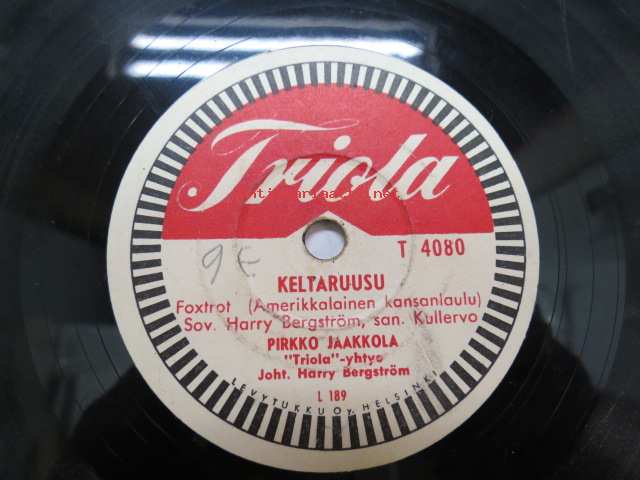 Triola
T 4080
9 E
KELTARUUSU
Foxtrot (Amerikkalainen kansanlaulu)
Sov. Harry Bergström, san. Kullervo
PIRKKO JAAKKOLA
"Triola"-yhtye
Joht. Harry Bergström
L 189
LEVYTUKKU OY. HELSINKI